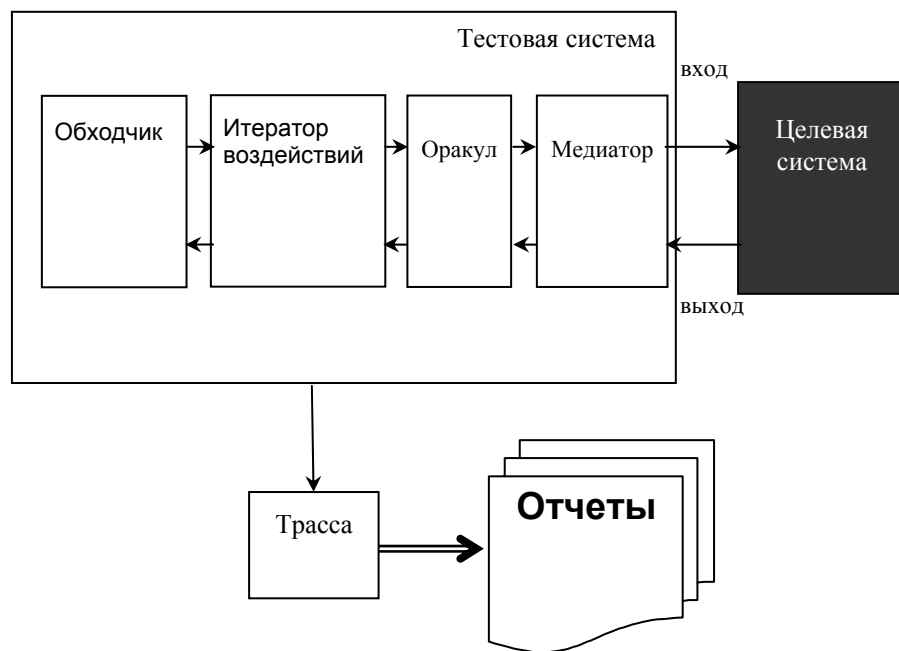 Тестовая система
вход
Обходчик
Итератор
воздействий
Оракул
Медиатор
Целевая
система
выход
Трасса
Отчеты